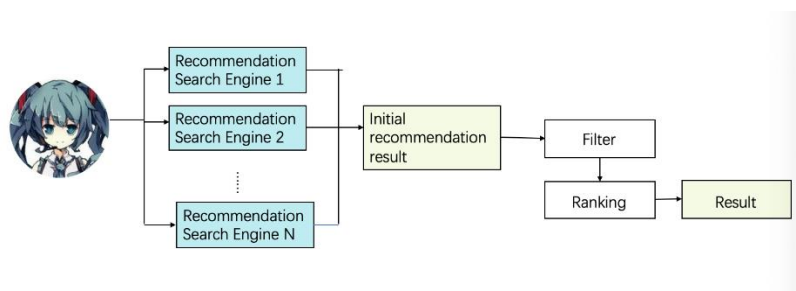 Recommendation
Search Engine 1
Recommendation
Search Engine 2
Recommendation
Search Engine N
Initial
recommendation
result
Filter
Ranking
Result